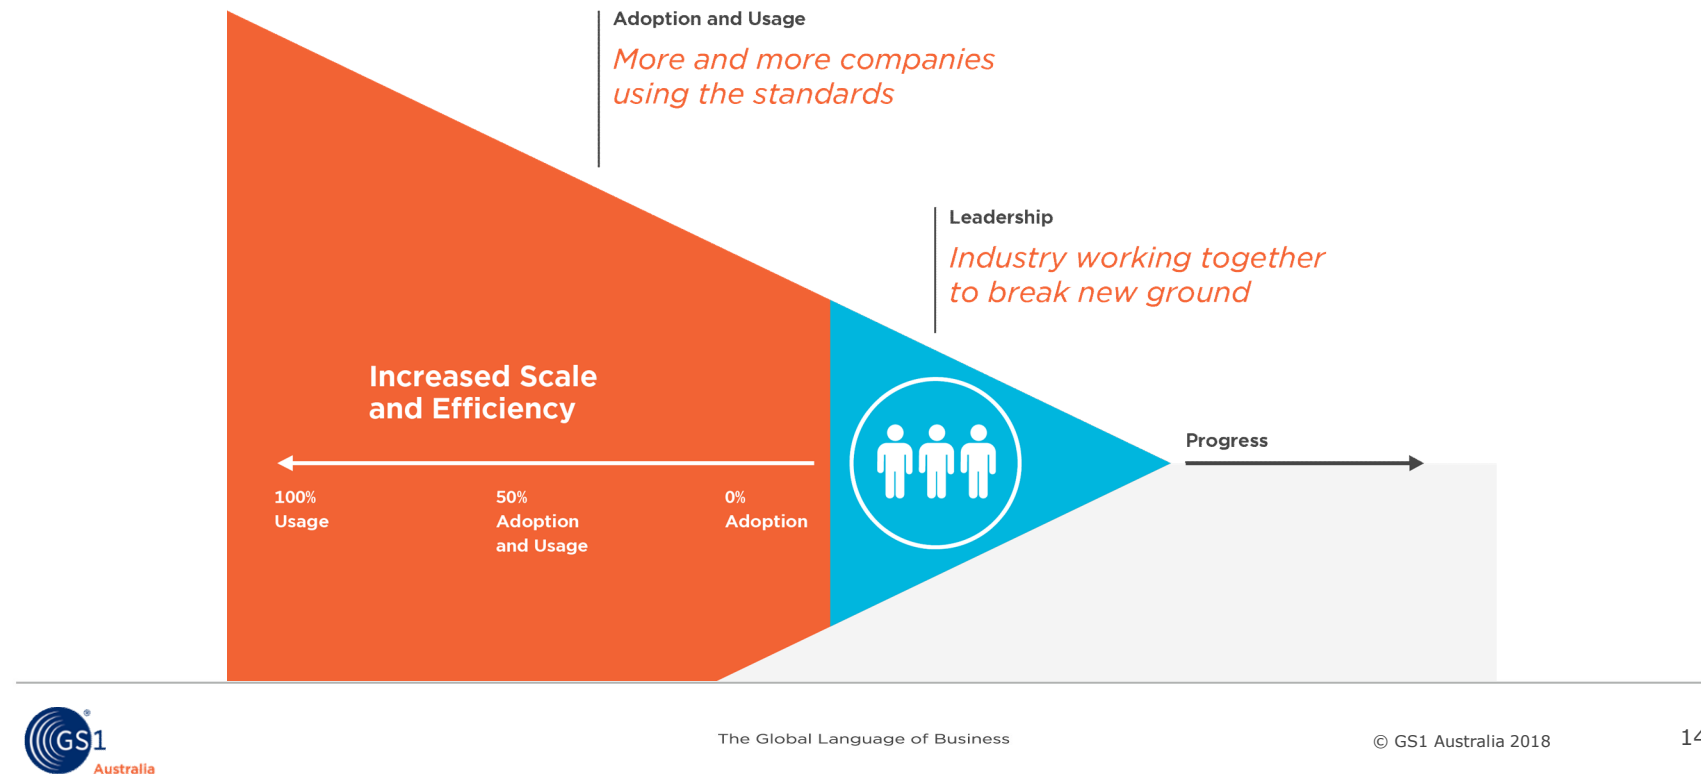 Adoption and Usage
More and more companies
using the standards
Leadership
Industry working together
to break new ground
Increased Scale
and Efficiency
Progress
100%
Usage
50%
Adoption
and Usage
0%
Adoption
GS1
®
Australia
The Global Language of Business
© GS1 Australia 2018
14